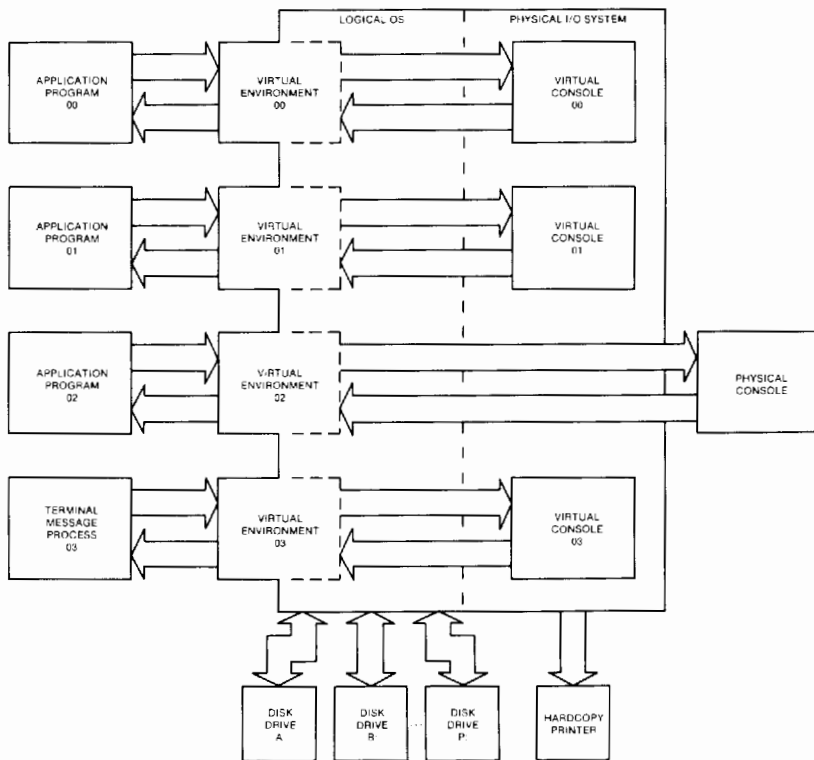 LOGICAL OS
PHYSICAL I/O SYSTEM
APPLICATION
PROGRAM
00
VIRTUAL
ENVIRONMENT
00
VIRTUAL
CONSOLE
00
APPLICATION
PROGRAM
01
VIRTUAL
ENVIRONMENT
01
VIRTUAL
CONSOLE
01
APPLICATION
PROGRAM
02
VIRTUAL
ENVIRONMENT
02
PHYSICAL
CONSOLE
TERMINAL
MESSAGE
PROCESS
03
VIRTUAL
ENVIRONMENT
03
VIRTUAL
CONSOLE
03
DISK
DRIVE
A:
DISK
DRIVE
B:
...
DISK
DRIVE
P:
HARDCOPY
PRINTER